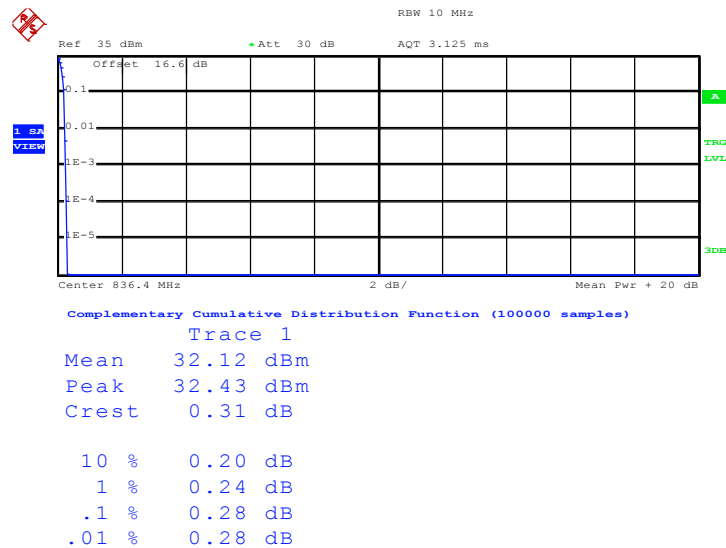 RBW 10 MHz
R S
Ref 35 dBm *Att 30 dB AQT 3.125 ms
Offset 16.6 dB
0.1
A
0.01
1 SA
VIEW
TRG
LVL
1E-3
1E-4
1E-5
3DB
Center 836.4 MHz 2 dB/ Mean Pwr + 20 dB
Complementary Cumulative Distribution Function (100000 samples)
Trace 1
Mean 32.12 dBm
Peak 32.43 dBm
Crest 0.31 dB
10 % 0.20 dB
1 % 0.24 dB
.1 % 0.28 dB
.01 % 0.28 dB